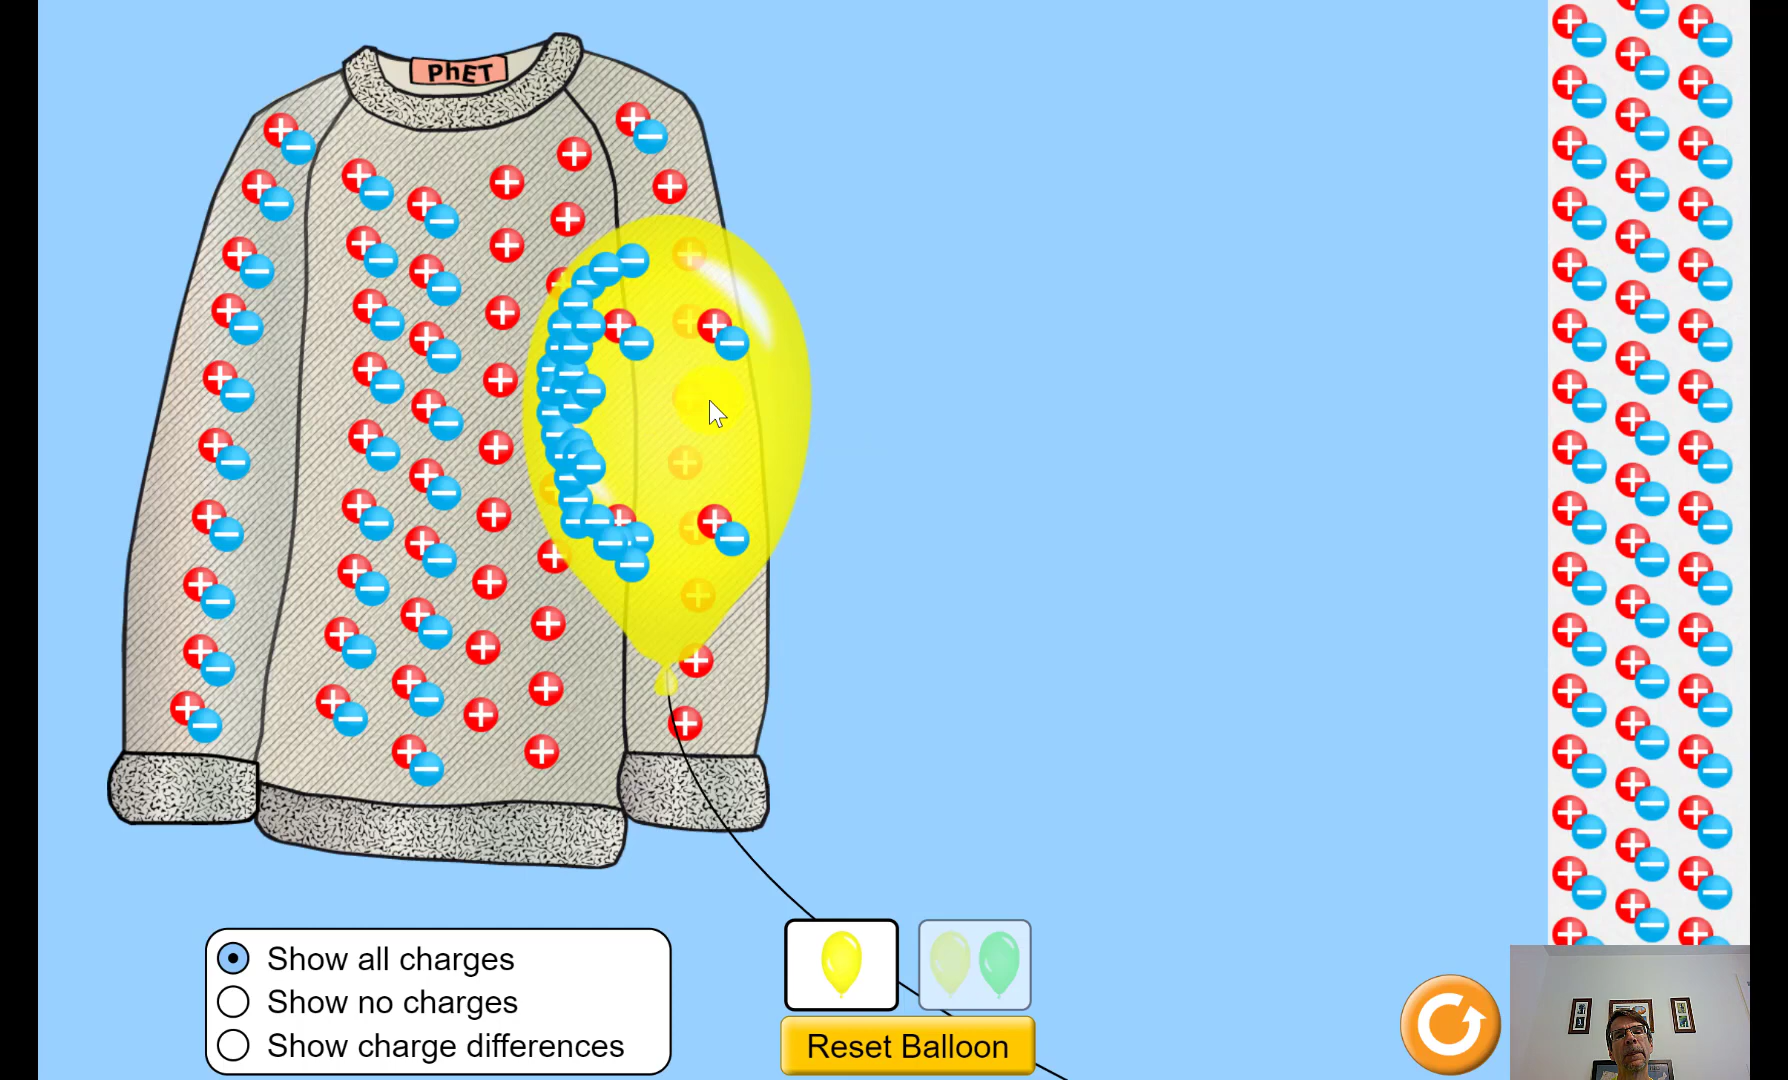 PhET
Show all charges
Show no charges
Show charge differences
Reset Balloon